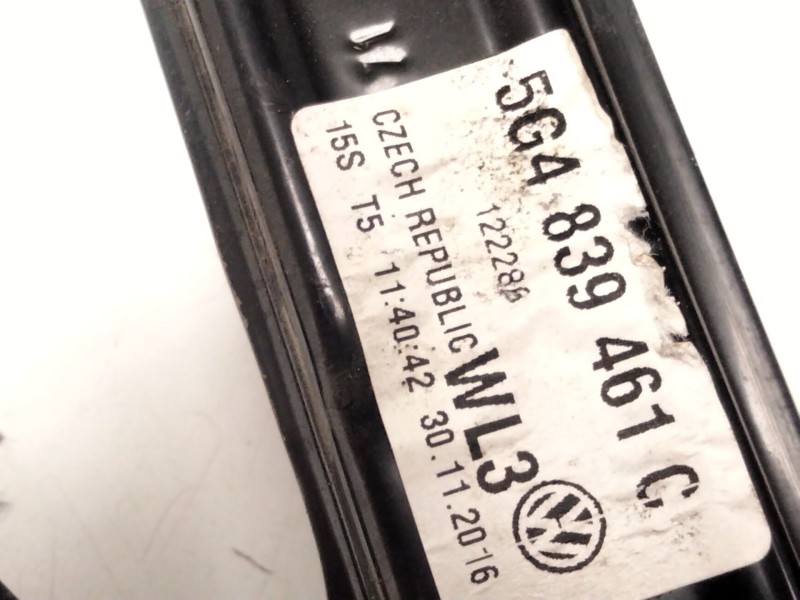 5G4 839 461 C
122286
WL3
CZECH REPUBLIC
15S T5 11:40:42 30.11.2016